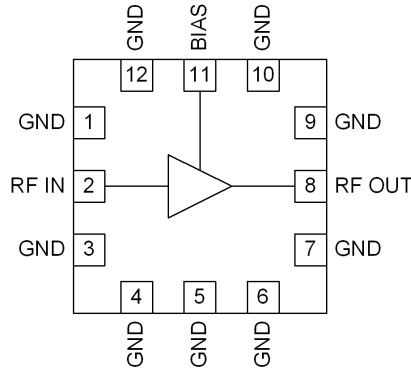 GND
BIAS
GND
12
11
10
GND 1
9 GND
RF IN 2
8 RF OUT
GND 3
7 GND
4
5
6
GND
GND
GND